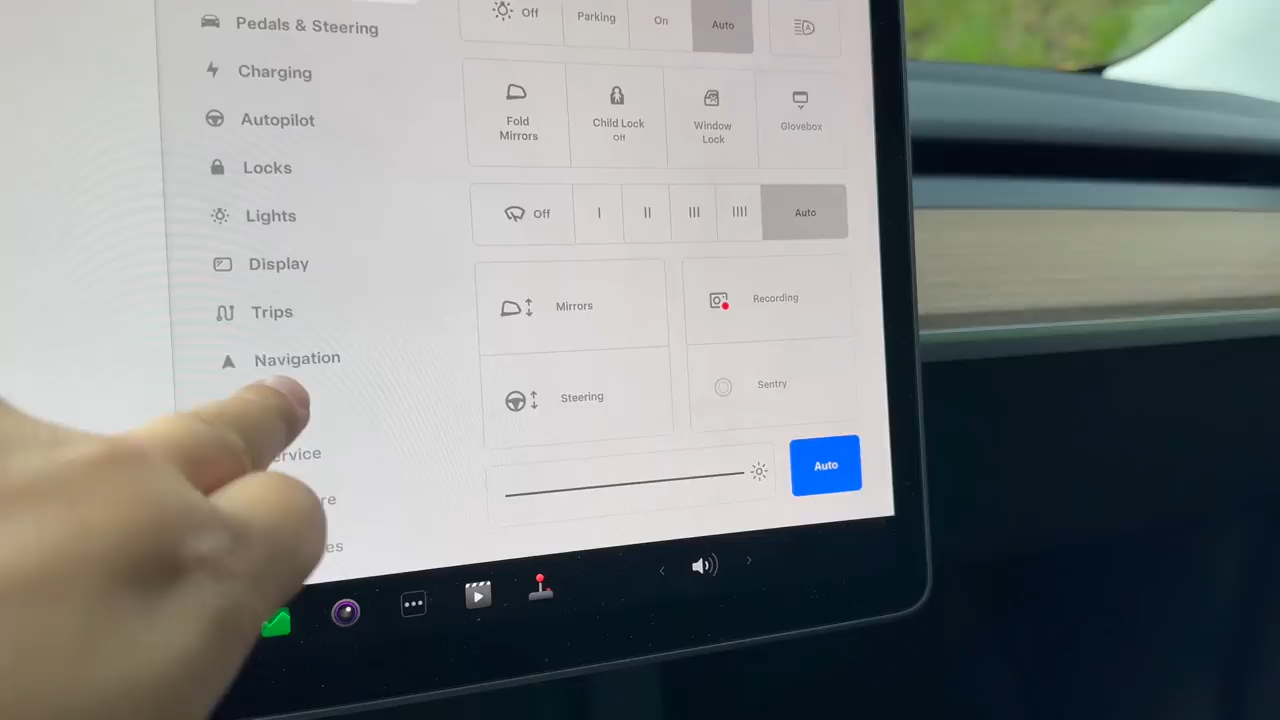 Pedals & Steering
Charging
Autopilot
Locks
Lights
Display
Trips
Navigation
Off
Parking
On
Auto
Fold
Mirrors
Child Lock
Off
Window
Lock
Glovebox
Off
I
II
III
IIII
Auto
Mirrors
Recording
Steering
Sentry
Auto